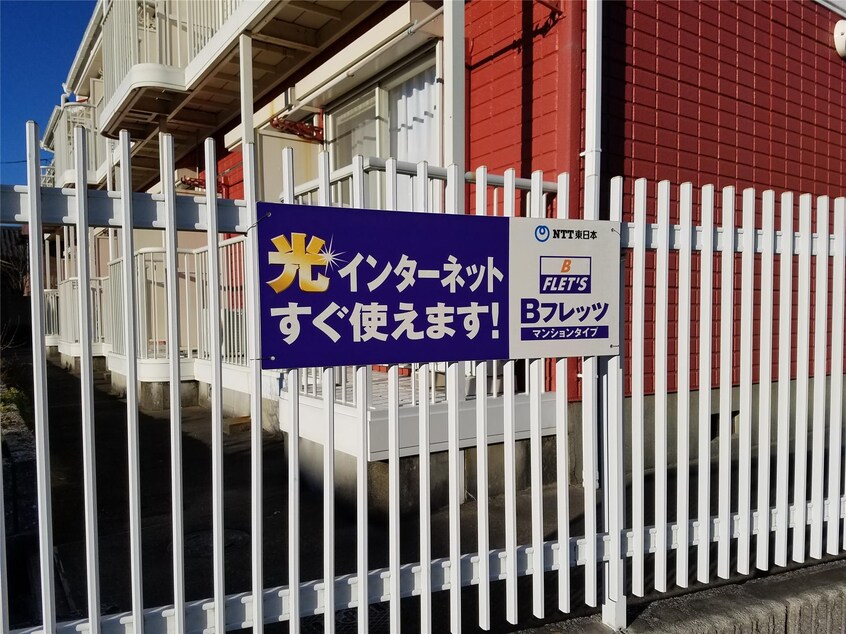 光インターネット
すぐ使えます!
NTT東日本
B
FLET'S
Bフレッツ
マンションタイプ